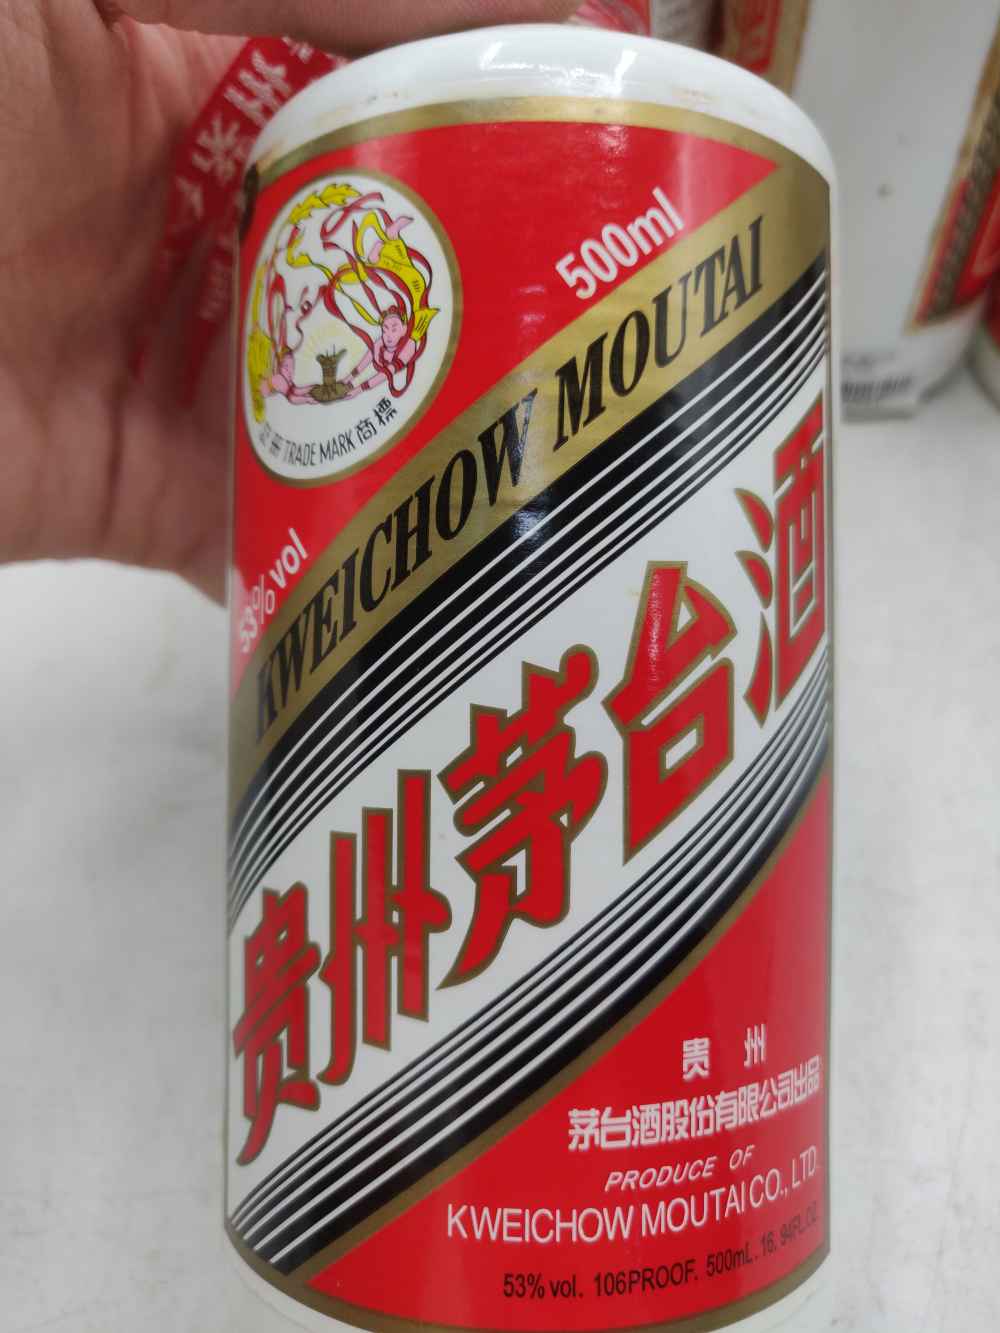 500ml
TRADE MARK 商標
53%vol
KWEICHOW MOUTAI
贵州茅台酒
贵州
茅台酒股份有限公司出品
PRODUCE OF
KWEICHOW MOUTAI CO., LTD.
53% vol. 106PROOF. 500mL. 16.94FL.OZ.